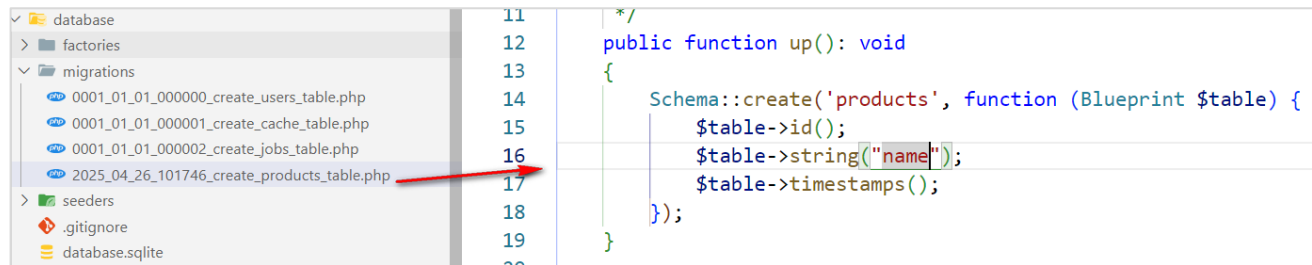 database
factories
migrations
0001_01_01_000000_create_users_table.php
0001_01_01_000001_create_cache_table.php
0001_01_01_000002_create_jobs_table.php
2025_04_26_101746_create_products_table.php
seeders
.gitignore
database.sqlite
11 */
12 public function up(): void
13 {
14 Schema::create('products', function (Blueprint $table) {
15 $table->id();
16 $table->string("name");
17 $table->timestamps();
18 });
19 }